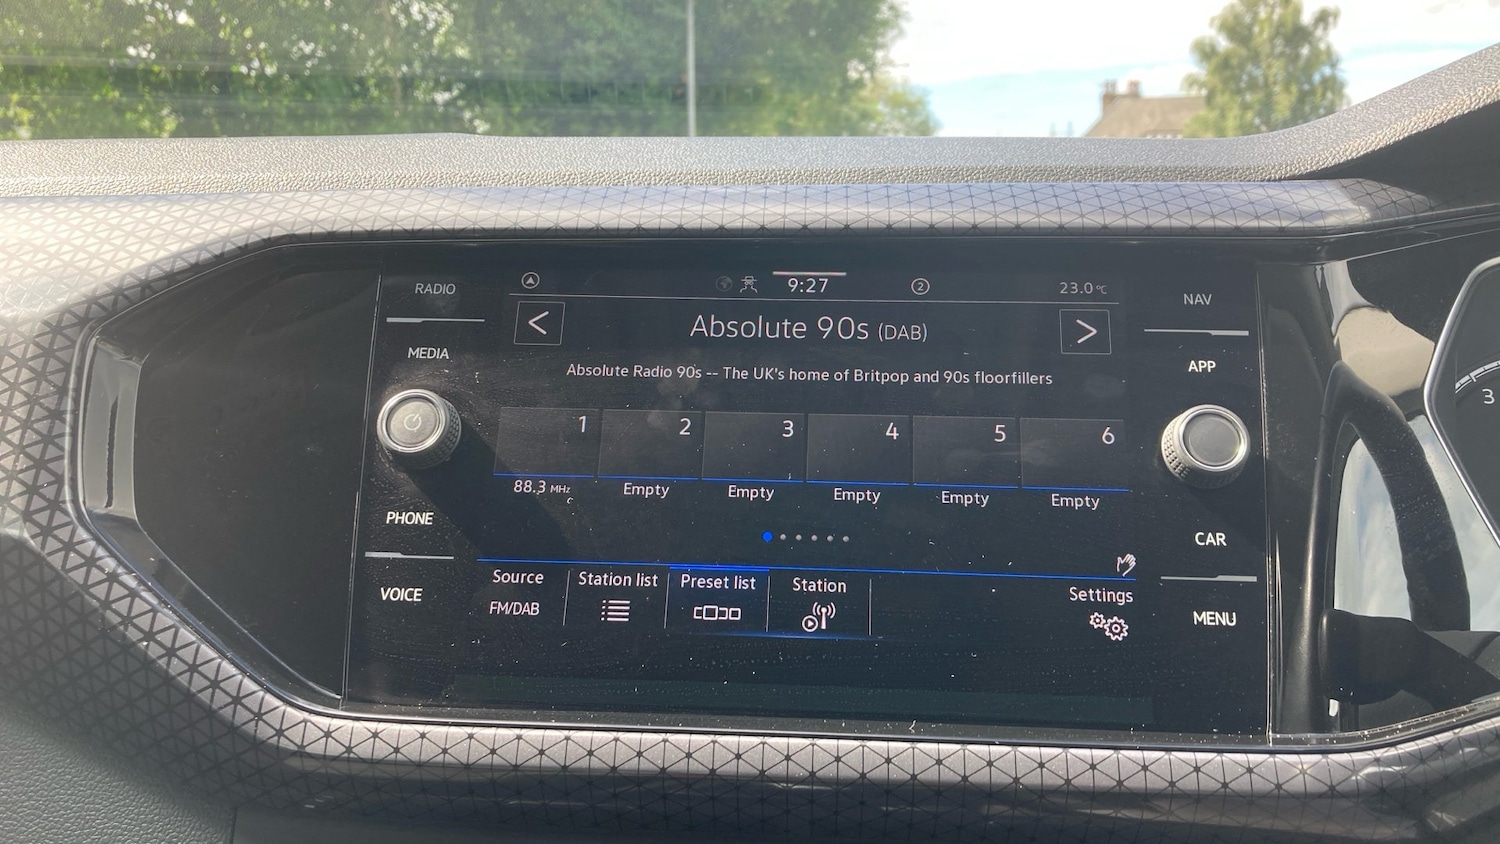 RADIO
MEDIA
PHONE
VOICE
9:27
2
23.0 °C
<
Absolute 90s (DAB)
>
Absolute Radio 90s -- The UK's home of Britpop and 90s floorfillers
1 2 3 4 5 6
88.3 MHz Empty Empty Empty Empty Empty
c
Source Station list Preset list Station Settings
FM/DAB
NAV
APP
CAR
MENU
3